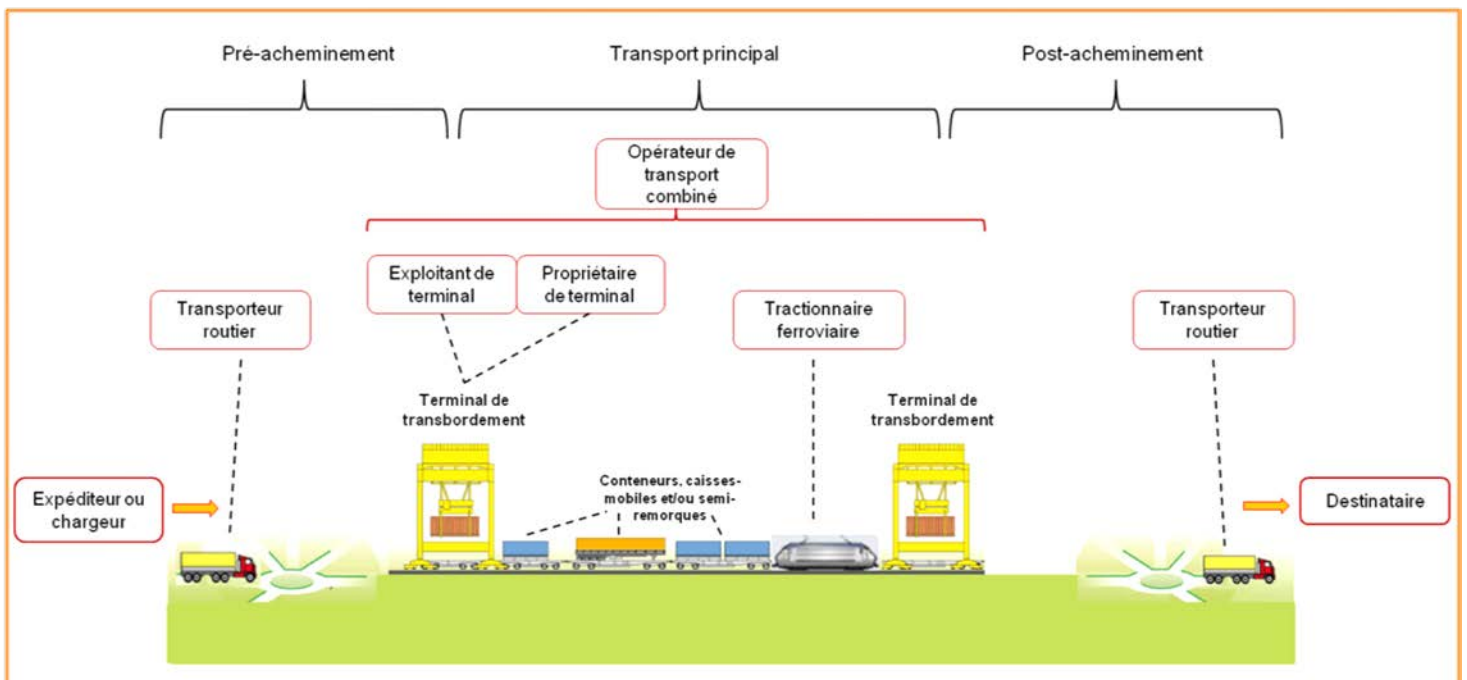 Pré-acheminement
Transport principal
Post-acheminement
Opérateur de
transport
combiné
Exploitant de
terminal
Propriétaire
de terminal
Transporteur
routier
Tractionnaire
ferroviaire
Transporteur
routier
Terminal de
transbordement
Terminal de
transbordement
Conteneurs, caisses-
mobiles et/ou semi-
remorques
Expéditeur ou
chargeur
Destinataire